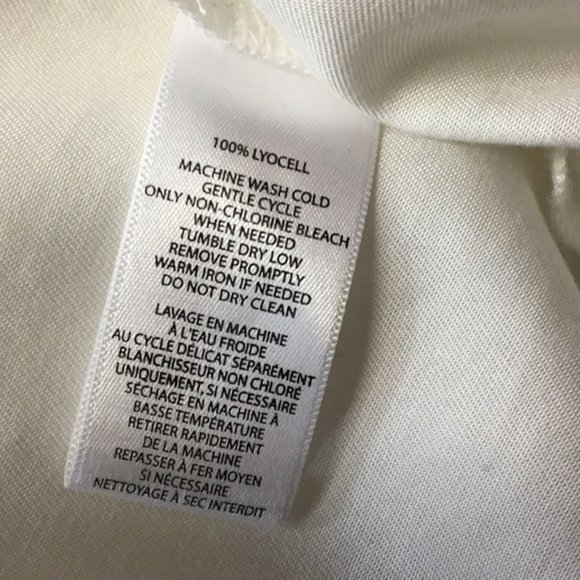 100% LYOCELL
MACHINE WASH COLD
GENTLE CYCLE
ONLY NON-CHLORINE BLEACH
WHEN NEEDED
TUMBLE DRY LOW
REMOVE PROMPTLY
WARM IRON IF NEEDED
DO NOT DRY CLEAN
LAVAGE EN MACHINE
À L'EAU FROIDE
AU CYCLE DÉLICAT SÉPARÉMENT
BLANCHISSEUR NON CHLORÉ
UNIQUEMENT, SI NÉCESSAIRE
SÉCHAGE EN MACHINE À
BASSE TEMPÉRATURE
RETIRER RAPIDEMENT
DE LA MACHINE
REPASSER À FER MOYEN
SI NÉCESSAIRE
NETTOYAGE À SEC INTERDIT